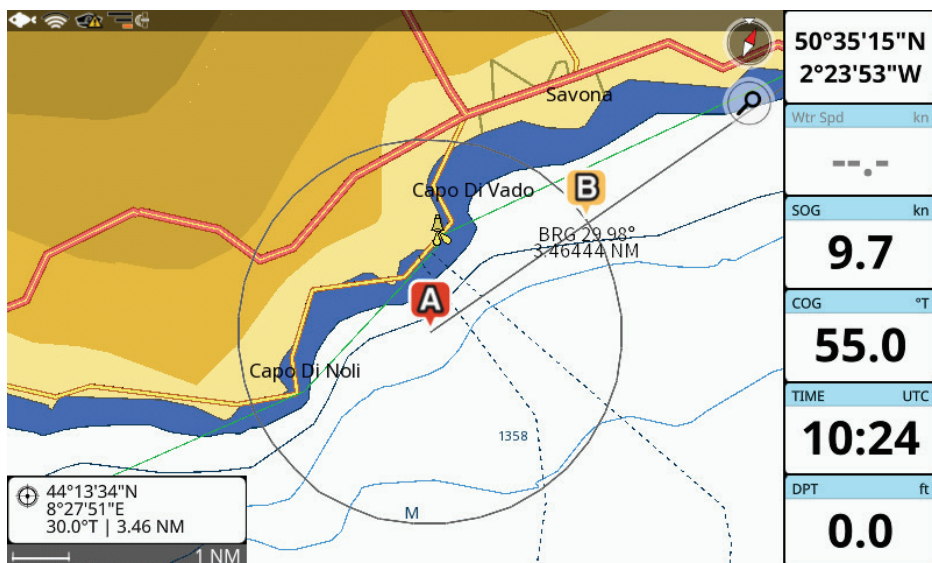 Savona
Capo Di Vado
B
BRG 29.98°
3.46444 NM
A
Capo Di Noli
1358
M
44°13'34"N
8°27'51"E
30.0°T | 3.46 NM
1 NM
50°35'15"N
2°23'53"W
Wtr Spd kn
--.-
SOG kn
9.7
COG °T
55.0
TIME UTC
10:24
DPT ft
0.0